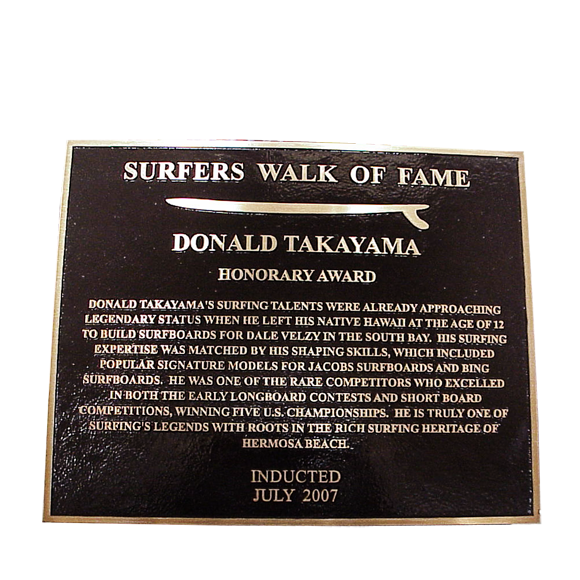 SURFERS WALK OF FAME
DONALD TAKAYAMA
HONORARY AWARD
DONALD TAKAYAMA'S SURFING TALENTS WERE ALREADY APPROACHING
LEGENDARY STATUS WHEN HE LEFT HIS NATIVE HAWAII AT THE AGE OF 12
TO BUILD SURFBOARDS FOR DALE VELZY IN THE SOUTH BAY. HIS SURFING
EXPERTISE WAS MATCHED BY HIS SHAPING SKILLS, WHICH INCLUDED
POPULAR SIGNATURE MODELS FOR JACOBS SURFBOARDS AND BING
SURFBOARDS. HE WAS ONE OF THE RARE COMPETITORS WHO EXCELLED
IN BOTH THE EARLY LONGBOARD CONTESTS AND SHORT BOARD
COMPETITIONS, WINNING FIVE U.S. CHAMPIONSHIPS. HE IS TRULY ONE OF
SURFING'S LEGENDS WITH ROOTS IN THE RICH SURFING HERITAGE OF
HERMOSA BEACH.
INDUCTED
JULY 2007